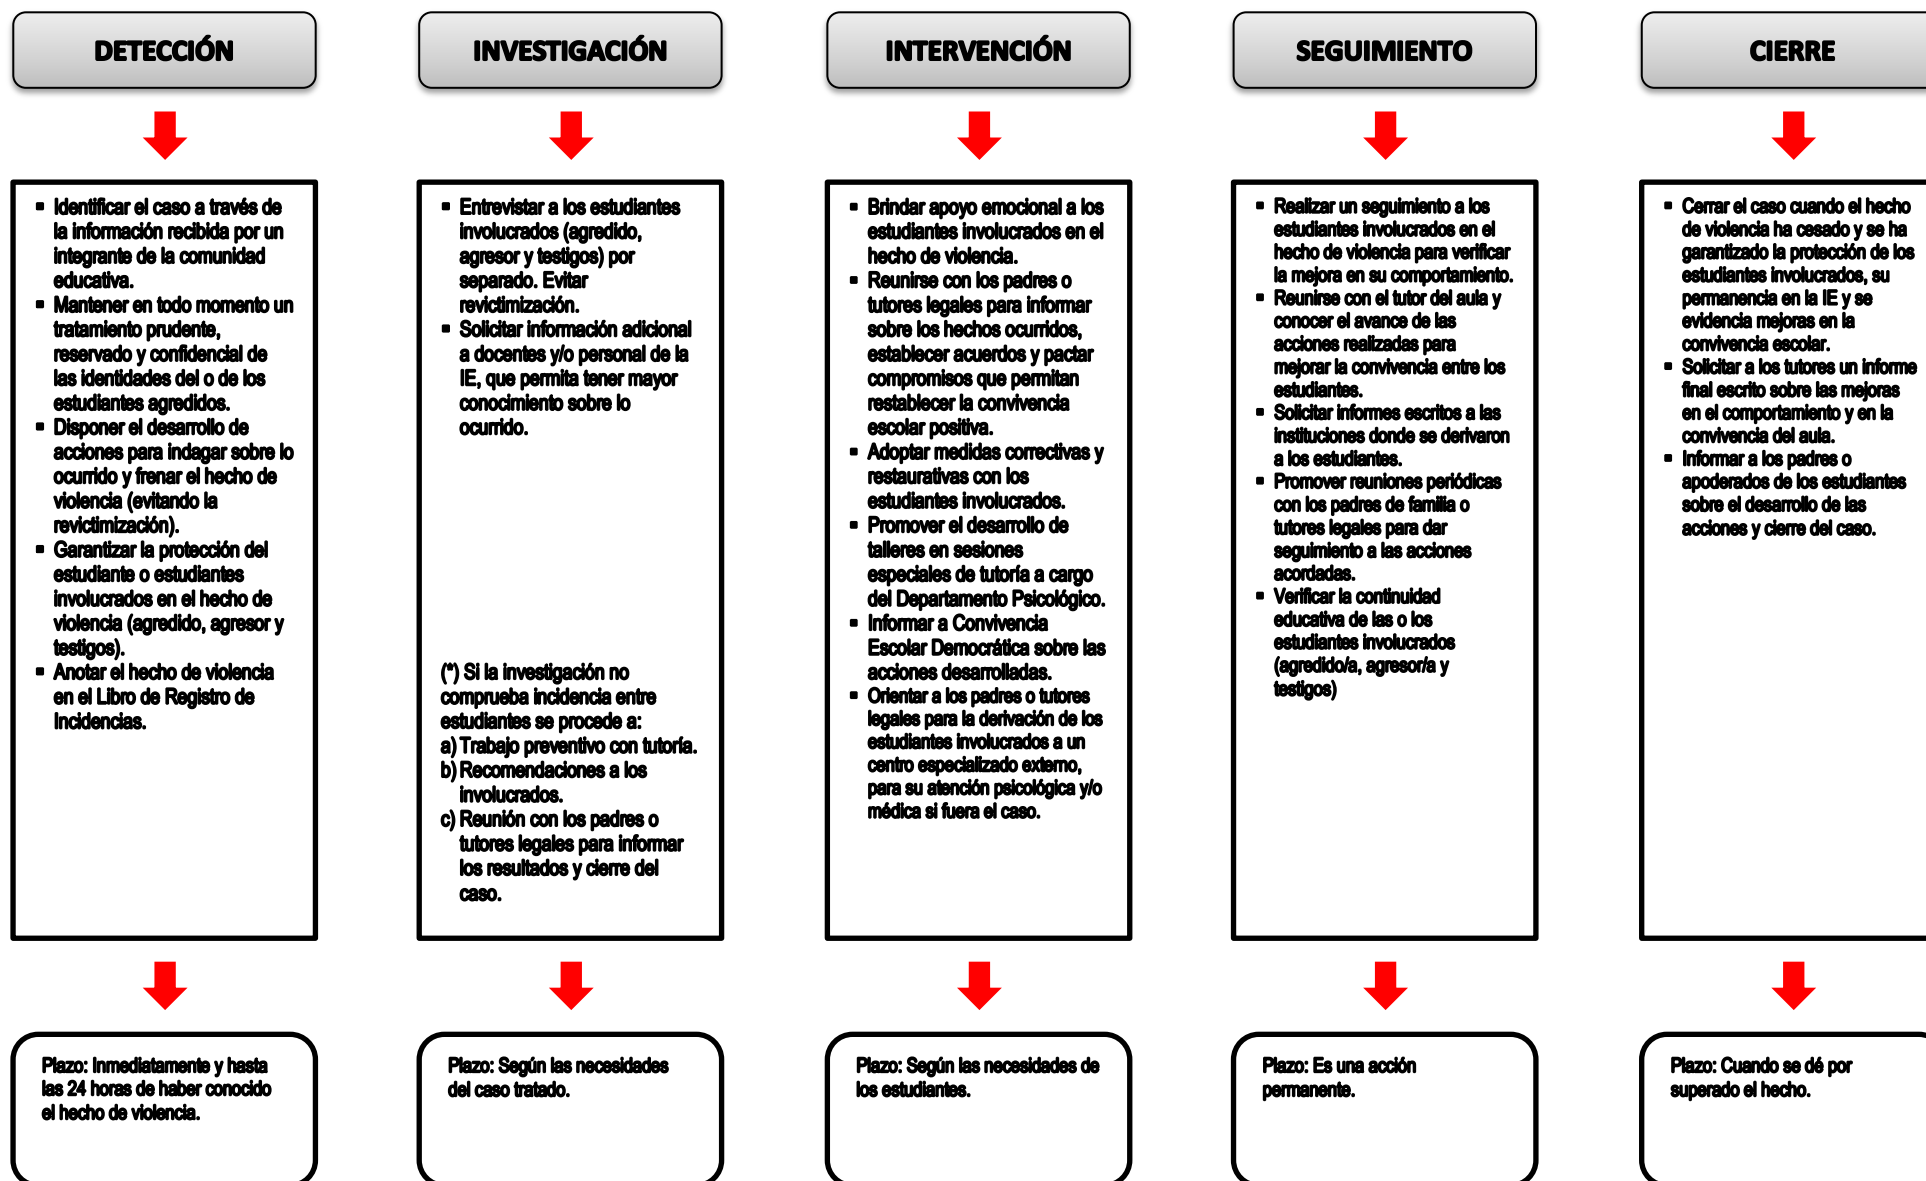 DETECCIÓN
▪ Identificar el caso a través de
la información recibida por un
integrante de la comunidad
educativa.
▪ Mantener en todo momento un
tratamiento prudente,
reservado y confidencial de
las identidades del o de los
estudiantes agredidos.
▪ Disponer el desarrollo de
acciones para indagar sobre lo
ocurrido y frenar el hecho de
violencia (evitando la
revictimización).
▪ Garantizar la protección del
estudiante o estudiantes
involucrados en el hecho de
violencia (agredido, agresor y
testigos).
▪ Anotar el hecho de violencia
en el Libro de Registro de
Incidencias.
Plazo: Inmediatamente y hasta
las 24 horas de haber conocido
el hecho de violencia.
INVESTIGACIÓN
▪ Entrevistar a los estudiantes
involucrados (agredido,
agresor y testigos) por
separado. Evitar
revictimización.
▪ Solicitar información adicional
a docentes y/o personal de la
IE, que permita tener mayor
conocimiento sobre lo
ocurrido.
(*) Si la investigación no
comprueba incidencia entre
estudiantes se procede a:
a) Trabajo preventivo con tutoría.
b) Recomendaciones a los
involucrados.
c) Reunión con los padres o
tutores legales para informar
los resultados y cierre del
caso.
Plazo: Según las necesidades
del caso tratado.
INTERVENCIÓN
▪ Brindar apoyo emocional a los
estudiantes involucrados en el
hecho de violencia.
▪ Reunirse con los padres o
tutores legales para informar
sobre los hechos ocurridos,
establecer acuerdos y pactar
compromisos que permitan
restablecer la convivencia
escolar positiva.
▪ Adoptar medidas correctivas y
restaurativas con los
estudiantes involucrados.
▪ Promover el desarrollo de
talleres en sesiones
especiales de tutoría a cargo
del Departamento Psicológico.
▪ Informar a Convivencia
Escolar Democrática sobre las
acciones desarrolladas.
▪ Orientar a los padres o tutores
legales para la derivación de los
estudiantes involucrados a un
centro especializado externo,
para su atención psicológica y/o
médica si fuera el caso.
Plazo: Según las necesidades de
los estudiantes.
SEGUIMIENTO
▪ Realizar un seguimiento a los
estudiantes involucrados en el
hecho de violencia para verificar
la mejora en su comportamiento.
▪ Reunirse con el tutor del aula y
conocer el avance de las
acciones realizadas para
mejorar la convivencia entre los
estudiantes.
▪ Solicitar informes escritos a las
instituciones donde se derivaron
a los estudiantes.
▪ Promover reuniones periódicas
con los padres de familia o
tutores legales para dar
seguimiento a las acciones
acordadas.
▪ Verificar la continuidad
educativa de las o los
estudiantes involucrados
(agredido/a, agresor/a y
testigos)
Plazo: Es una acción
permanente.
CIERRE
▪ Cerrar el caso cuando el hecho
de violencia ha cesado y se ha
garantizado la protección de los
estudiantes involucrados, su
permanencia en la IE y se
evidencia mejoras en la
convivencia escolar.
▪ Solicitar a los tutores un informe
final escrito sobre las mejoras
en el comportamiento y en la
convivencia del aula.
▪ Informar a los padres o
apoderados de los estudiantes
sobre el desarrollo de las
acciones y cierre del caso.
Plazo: Cuando se dé por
superado el hecho.